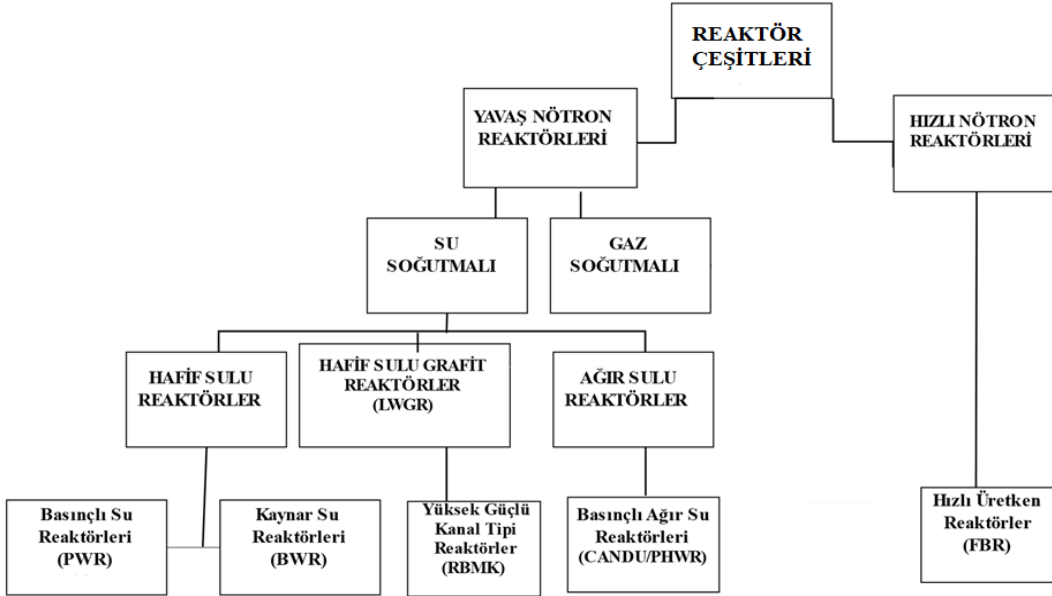 REAKTÖR
ÇEŞİTLERİ
YAVAŞ NÖTRON
REAKTÖRLERİ
HIZLI NÖTRON
REAKTÖRLERİ
SU
SOĞUTMALI
GAZ
SOĞUTMALI
HAFİF SULU
REAKTÖRLER
HAFİF SULU GRAFİT
REAKTÖRLER
(LWGR)
AĞIR SULU
REAKTÖRLER
Basınçlı Su
Reaktörleri
(PWR)
Kaynar Su
Reaktörleri
(BWR)
Yüksek Güçlü
Kanal Tipi
Reaktörler
(RBMK)
Basınçlı Ağır Su
Reaktörleri
(CANDU/PHWR)
Hızlı Üretken
Reaktörler
(FBR)